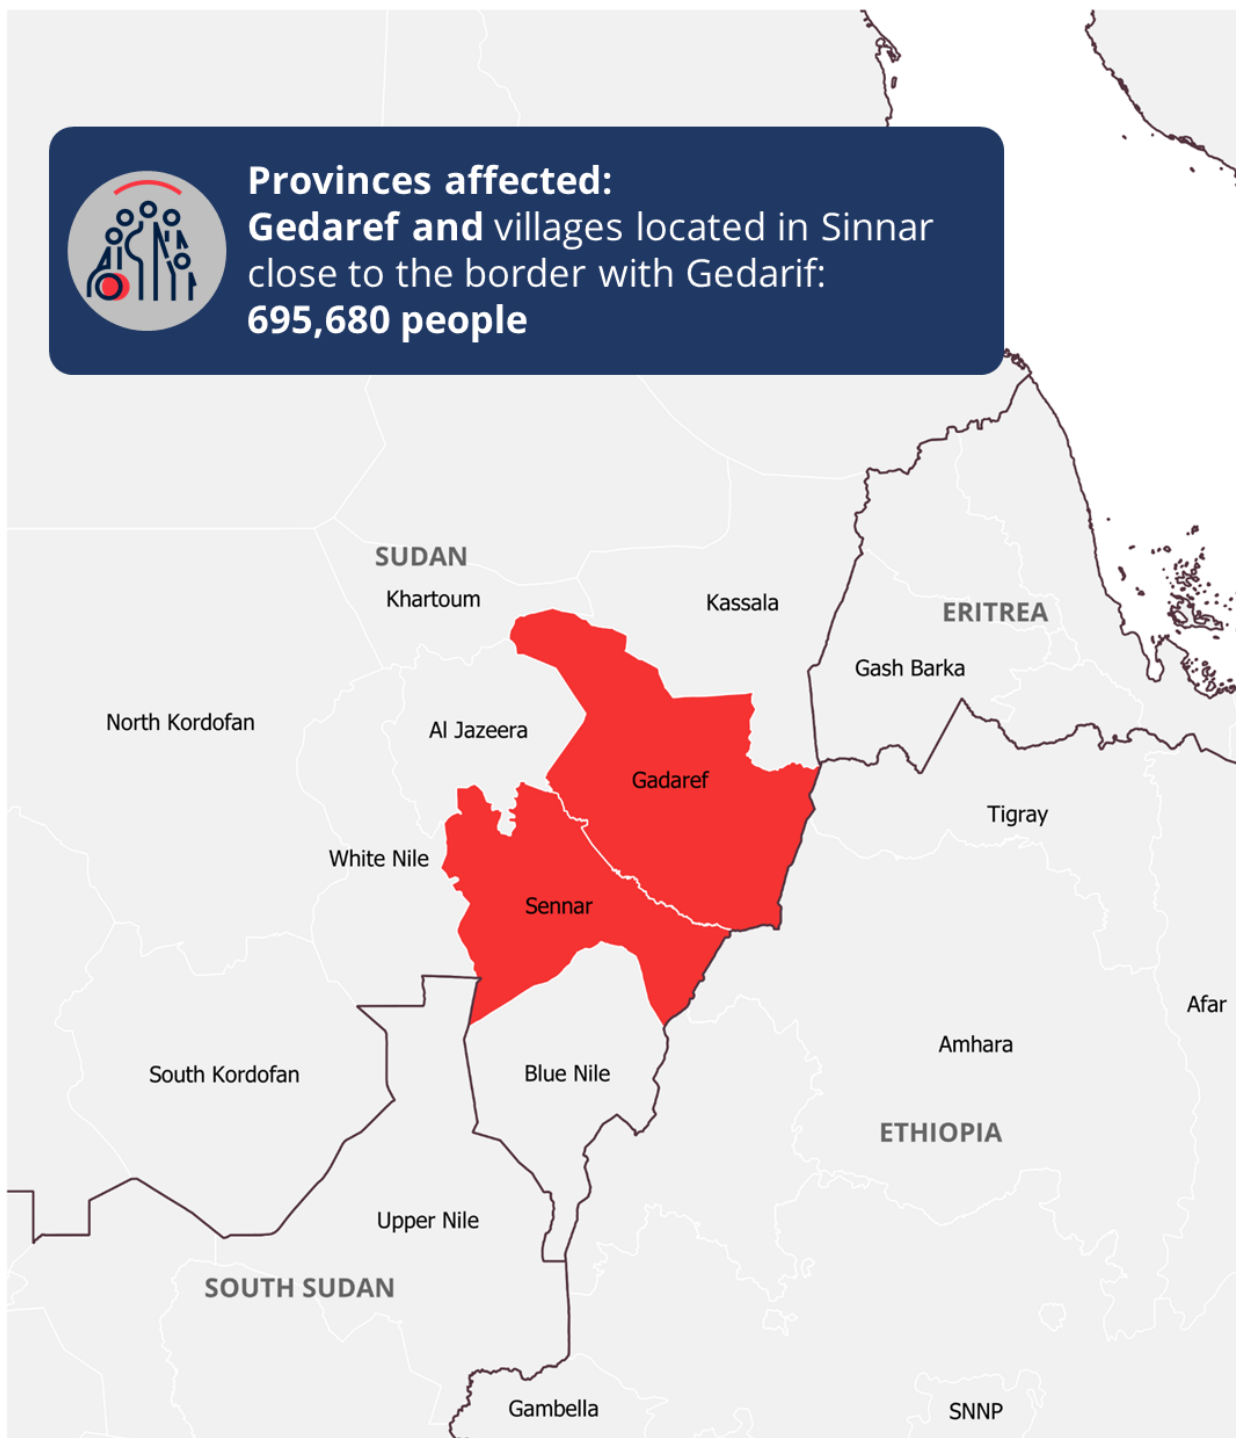 Provinces affected:
Gedaref and villages located in Sinnar
close to the border with Gedarif:
695,680 people
SUDAN
Khartoum
Kassala
ERITREA
Gash Barka
North Kordofan
Al Jazeera
Gadaref
Tigray
White Nile
Sennar
Afar
Amhara
South Kordofan
Blue Nile
ETHIOPIA
Upper Nile
SOUTH SUDAN
Gambella
SNNP